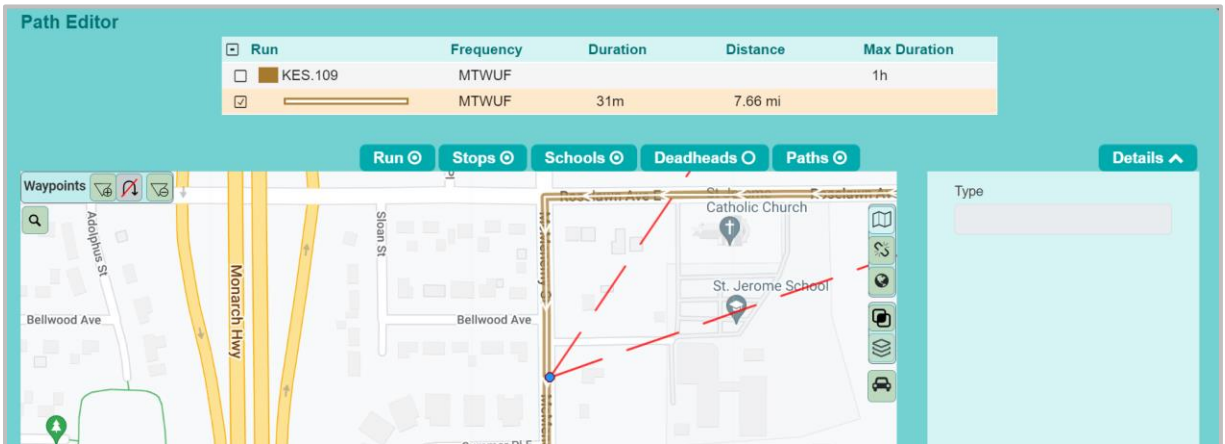 Path Editor
Run Frequency Duration Distance Max Duration
KES.109 MTWUF 1h
MTWUF 31m 7.66 mi
Run Stops Schools Deadheads Paths Details
Waypoints
Type
Adolphus St
Sloan St
Catholic Church
Monarch Hwy
St. Jerome School
Bellwood Ave
Bellwood Ave